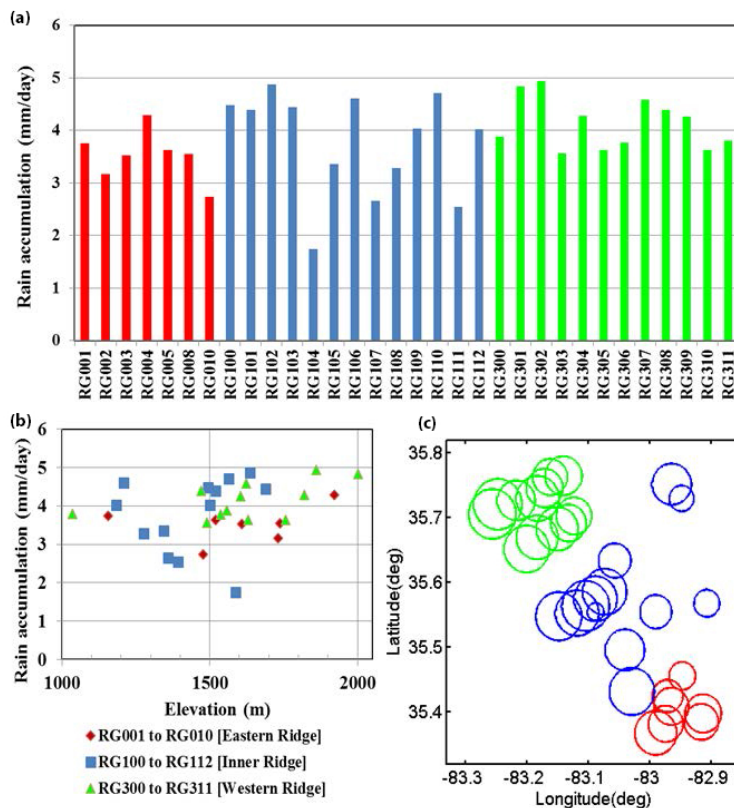 (a)
Rain accumulation (mm/day)
6
5
4
3
2
1
0
RG001
RG002
RG003
RG004
RG005
RG008
RG010
RG100
RG101
RG102
RG103
RG104
RG105
RG106
RG107
RG108
RG109
RG110
RG111
RG112
RG300
RG301
RG302
RG303
RG304
RG305
RG306
RG307
RG308
RG309
RG310
RG311
(b)
Rain accumulation (mm/day)
6
5
4
3
2
1
0
1000 1500 2000
Elevation (m)
RG001 to RG010 [Eastern Ridge]
RG100 to RG112 [Inner Ridge]
RG300 to RG311 [Western Ridge]
(c)
Latitude(deg)
35.8
35.7
35.6
35.5
35.4
-83.3 -83.2 -83.1 -83 -82.9
Longitude(deg)